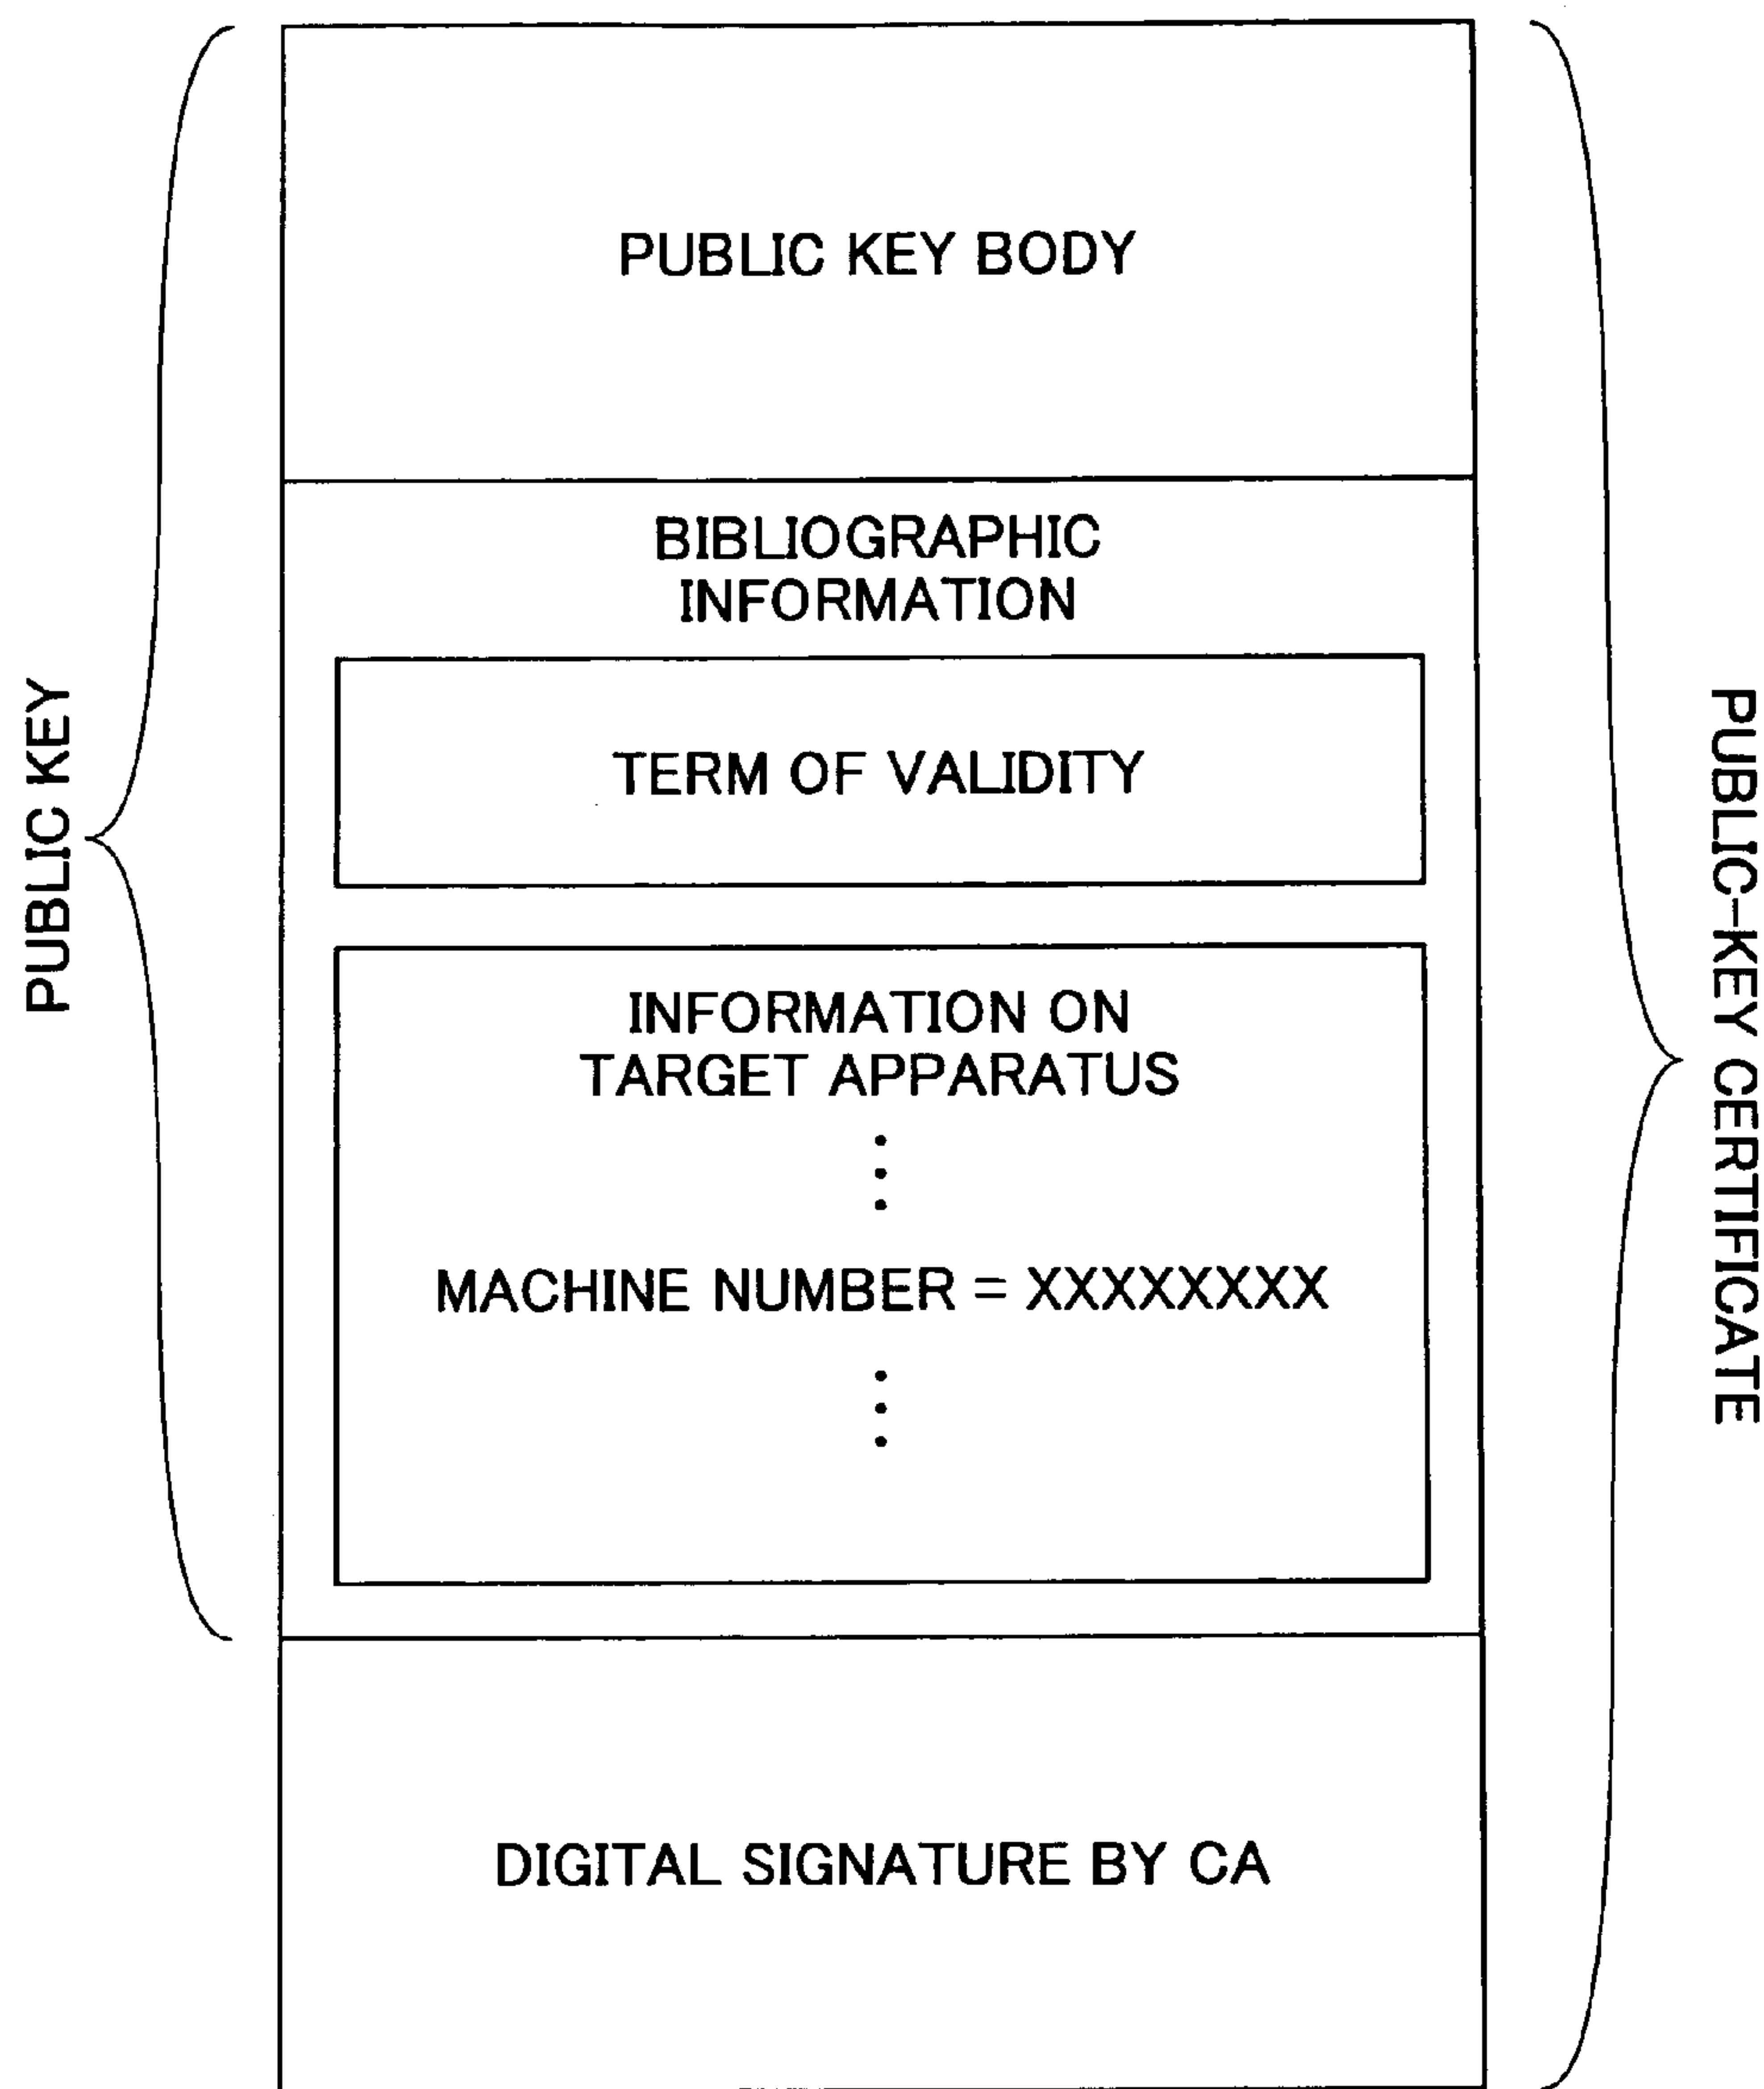 PUBLIC KEY BODY
BIBLIOGRAPHIC
INFORMATION
TERM OF VALIDITY
INFORMATION ON
TARGET APPARATUS
MACHINE NUMBER = XXXXXXXX
DIGITAL SIGNATURE BY CA
PUBLIC KEY
PUBLIC-KEY CERTIFICATE